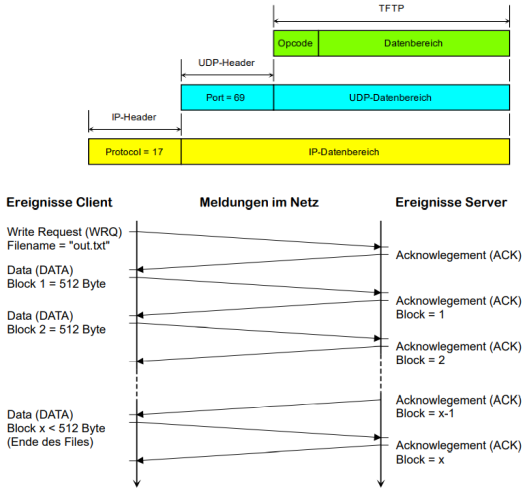 TFTP
Opcode Datenbereich
UDP-Header
Port = 69 UDP-Datenbereich
IP-Header
Protocol = 17 IP-Datenbereich
Ereignisse Client Meldungen im Netz Ereignisse Server
Write Request (WRQ)
Filename = "out.txt"
Acknowlegement (ACK)
Data (DATA)
Block 1 = 512 Byte
Acknowlegement (ACK)
Block = 1
Data (DATA)
Block 2 = 512 Byte
Acknowlegement (ACK)
Block = 2
Acknowlegement (ACK)
Block = x-1
Data (DATA)
Block x < 512 Byte
(Ende des Files)
Acknowlegement (ACK)
Block = x